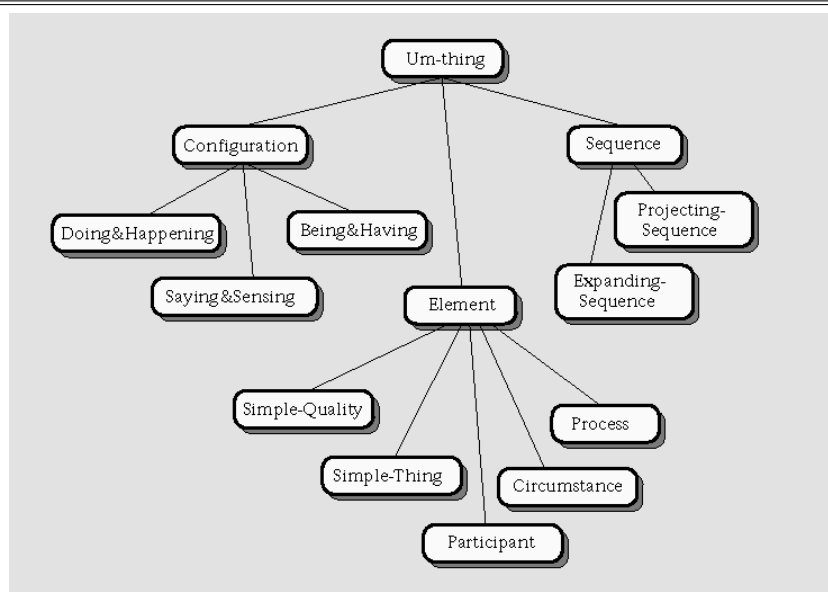 Um-thing
Configuration
Sequence
Doing&Happening
Being&Having
Projecting-
Sequence
Saying&Sensing
Expanding-
Sequence
Element
Simple-Quality
Process
Simple-Thing
Circumstance
Participant